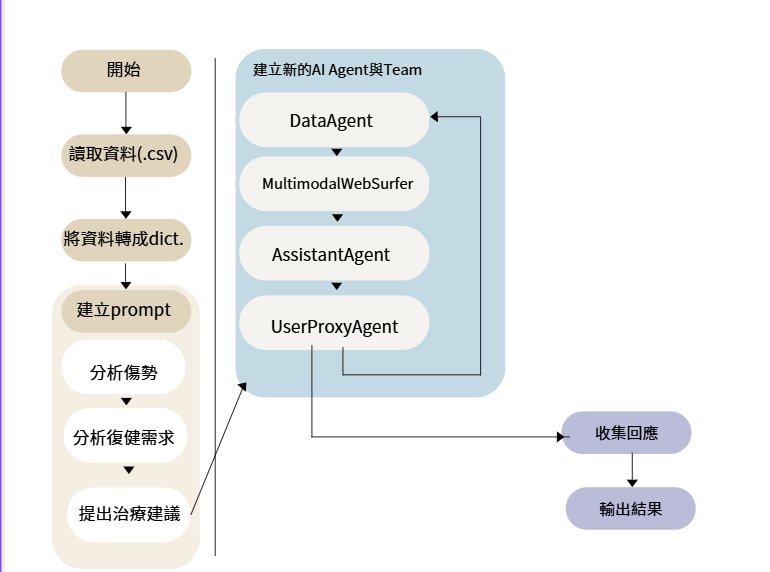 開始
讀取資料(.csv)
將資料轉成dict.
建立prompt
分析傷勢
分析復健需求
提出治療建議
建立新的AI Agent與Team
DataAgent
MultimodalWebSurfer
AssistantAgent
UserProxyAgent
收集回應
輸出結果